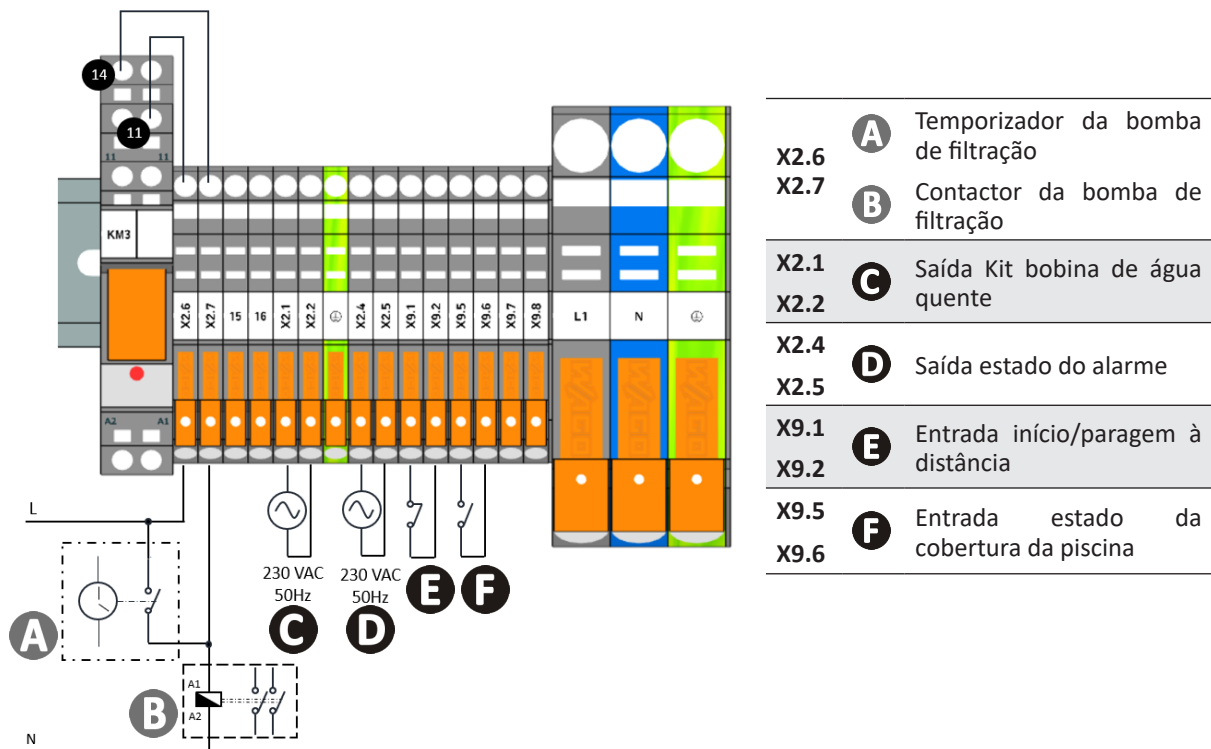 14
11
11 11
KM3
A2 A1
X2.6 X2.7 15 16 X2.1 X2.2 X2.4 X2.5 X9.1 X9.2 X9.5 X9.6 X9.7 X9.8
L1 N
L
230 VAC
50Hz
C
230 VAC
50Hz
D
E
F
A
B
A1
A2
N
X2.6
X2.7
A
Temporizador da bomba
de filtração
B
Contactor da bomba de
filtração
X2.1
X2.2
C
Saída Kit bobina de água
quente
X2.4
X2.5
D
Saída estado do alarme
X9.1
X9.2
E
Entrada início/paragem à
distância
X9.5
X9.6
F
Entrada estado da
cobertura da piscina